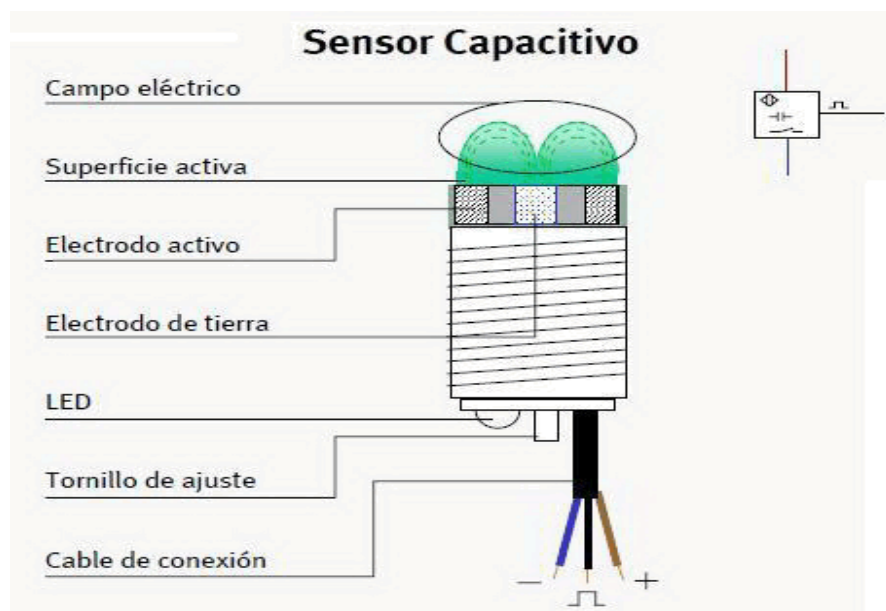 Sensor Capacitivo
Campo eléctrico
Superficie activa
Electrodo activo
Electrodo de tierra
LED
Tornillo de ajuste
Cable de conexión
− +